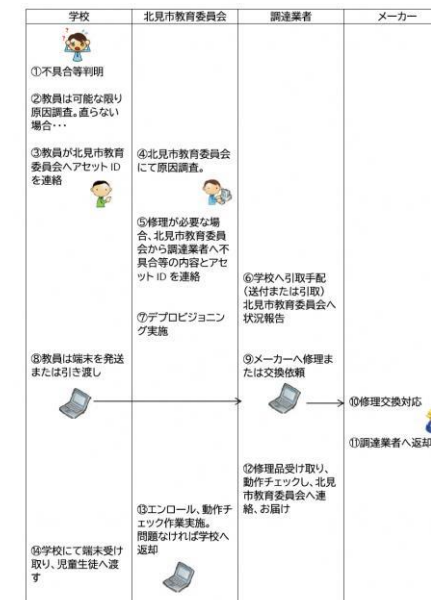 学校
北見市教育委員会
調達業者
メーカー
①不具合等判明
②教員は可能な限り
原因調査。直らない
場合・・・
③教員が北見市教育
委員会へアセット ID
を連絡
④北見市教育委員会
にて原因調査。
⑤修理が必要な場
合、北見市教育委員
会から調達業者へ不
具合等の内容とアセ
ット ID を連絡
⑥学校へ引取手配
（送付または引取）
北見市教育委員会へ
状況報告
⑦デプロビジョニン
グ実施
⑧教員は端末を発送
または引き渡し
⑨メーカーへ修理ま
たは交換依頼
⑩修理交換対応
⑪調達業者へ返却
⑫修理品受け取り、
動作チェックし、北見
市教育委員会へ連
絡、お届け
⑬エンロール、動作チ
ェック作業実施。
問題なければ学校へ
返却
⑭学校にて端末受け
取り、児童生徒へ渡
す